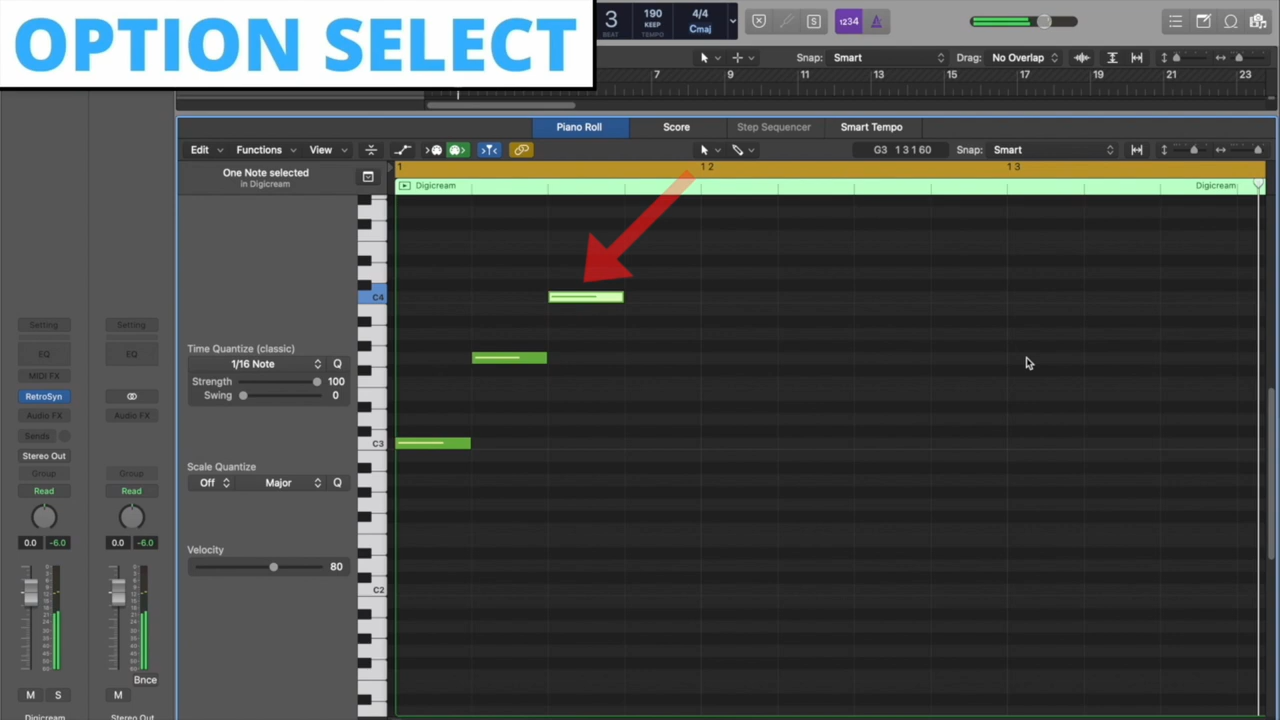 OPTION SELECT
3
BEAT
190
KEEP
TEMPO
4/4
Cmaj
S
1234
Snap: Smart
Drag: No Overlap
7 9 11 13 15 17 19 21 23
Piano Roll
Score
Step Sequencer
Smart Tempo
Edit
Functions
View
G3 1 3 1 60
Snap: Smart
One Note selected
in Digicream
1
1 2
1 3
Digicream
Digicream
C4
C3
C2
Time Quantize (classic)
1/16 Note
Q
Strength 100
Swing 0
Scale Quantize
Off
Major
Q
Velocity
80
Setting
Setting
EQ
EQ
MIDI FX
RetroSyn
Audio FX
Audio FX
Sends
Stereo Out
Group
Group
Read
Read
0.0 -6.0
0.0 -6.0
Bnce
M S
M
Digicream
Stereo Out